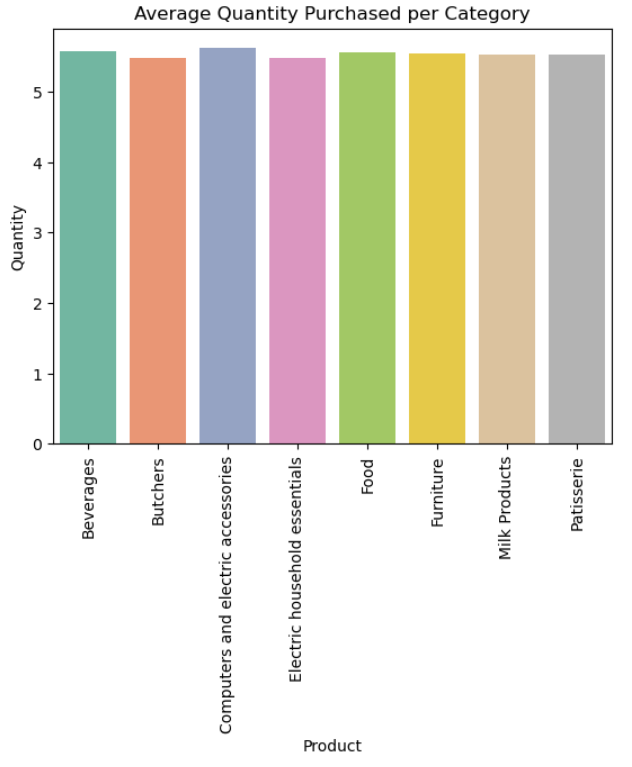 Average Quantity Purchased per Category
Quantity
5
4
3
2
1
0
Beverages
Butchers
Computers and electric accessories
Electric household essentials
Food
Furniture
Milk Products
Patisserie
Product